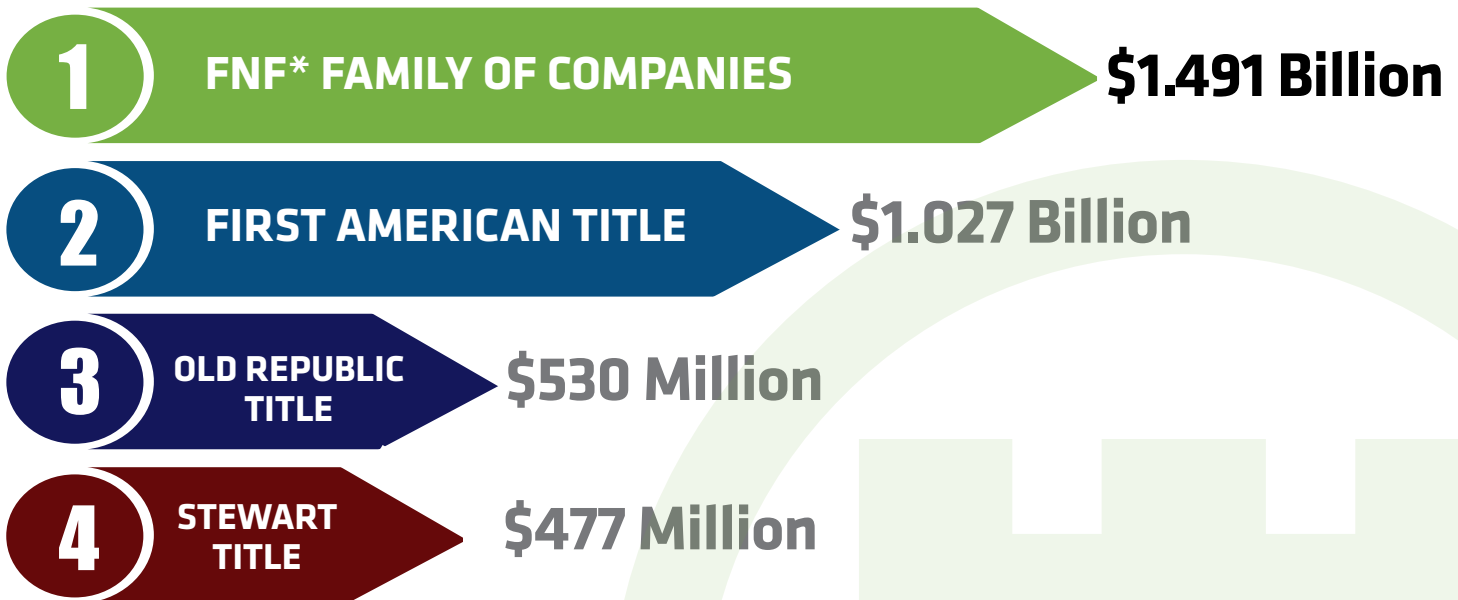 1
FNF* FAMILY OF COMPANIES
$1.491 Billion
2
FIRST AMERICAN TITLE
$1.027 Billion
3
OLD REPUBLIC
TITLE
$530 Million
4
STEWART
TITLE
$477 Million